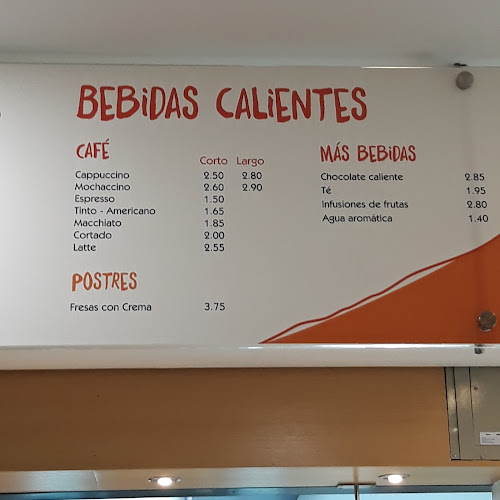 BEBIDAS CALIENTES
CAFÉ
Corto Largo
Cappuccino 2.50 2.80
Mochaccino 2.60 2.90
Espresso 1.50
Tinto - Americano 1.65
Macchiato 1.85
Cortado 2.00
Latte 2.55
POSTRES
Fresas con Crema 3.75
MÁS BEBIDAS
Chocolate caliente 2.85
Té 1.95
Infusiones de frutas 2.80
Agua aromática 1.40